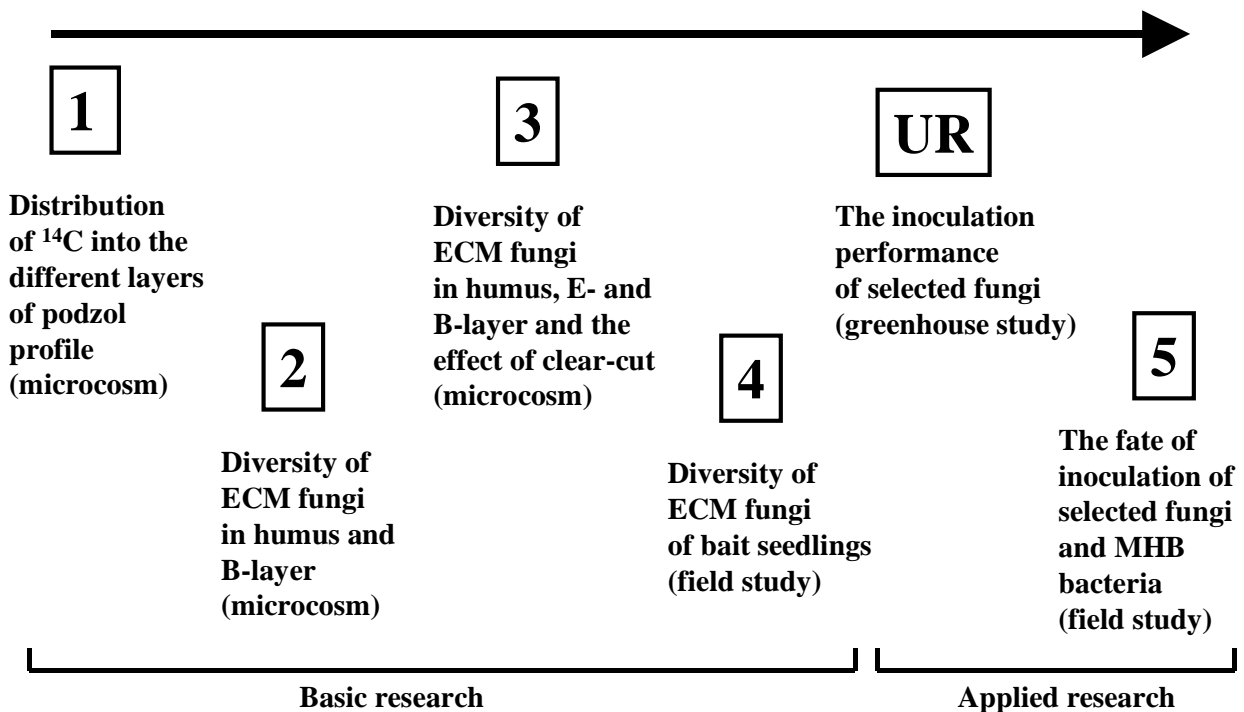 1
Distribution
of ¹⁴C into the
different layers
of podzol
profile
(microcosm)
2
Diversity of
ECM fungi
in humus and
B-layer
(microcosm)
3
Diversity of
ECM fungi
in humus, E- and
B-layer and the
effect of clear-cut
(microcosm)
4
Diversity of
ECM fungi
of bait seedlings
(field study)
UR
The inoculation
performance
of selected fungi
(greenhouse study)
5
The fate of
inoculation of
selected fungi
and MHB
bacteria
(field study)
Basic research
Applied research